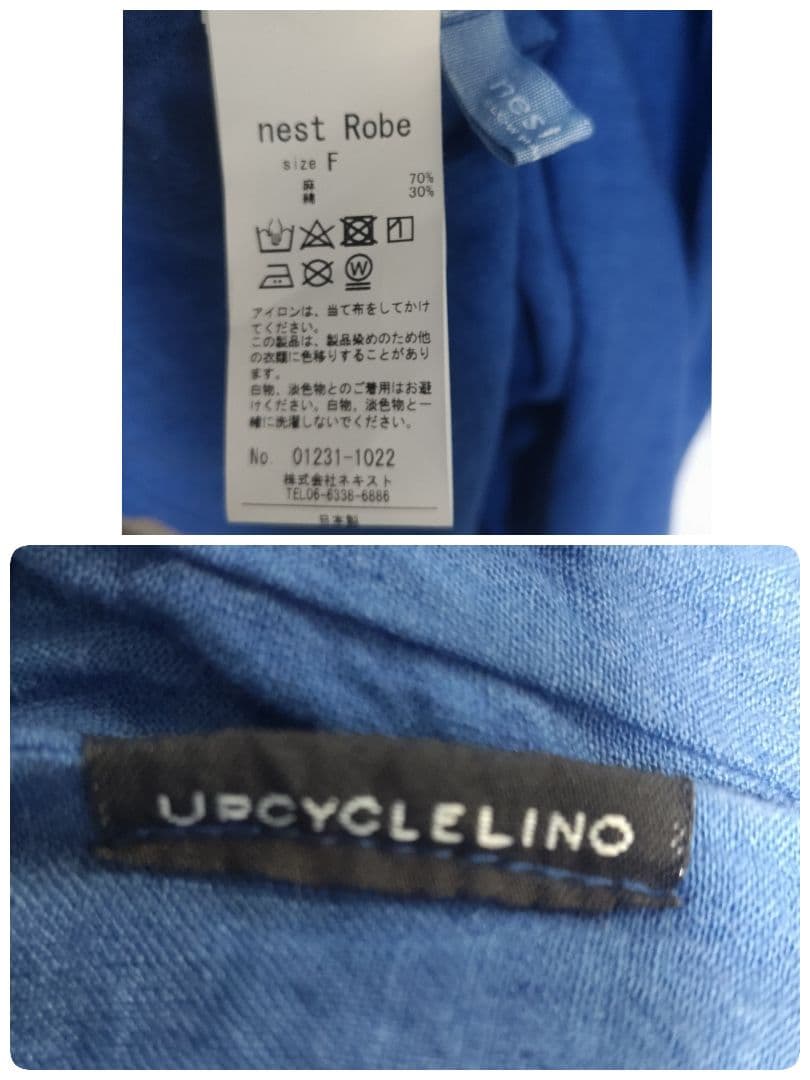 nest Robe
size F
麻 70%
綿 30%
W
アイロンは、当て布をしてかけ
てください。
この製品は、製品染めのため他
の衣類に色移りすることがあり
ます。
白物、淡色物とのご着用はお避
けください。白物、淡色物と一
緒に洗濯しないでください。
No. 01231-1022
株式会社ネキスト
TEL06-6336-6886
日本製
nest
UPCYCLELINO